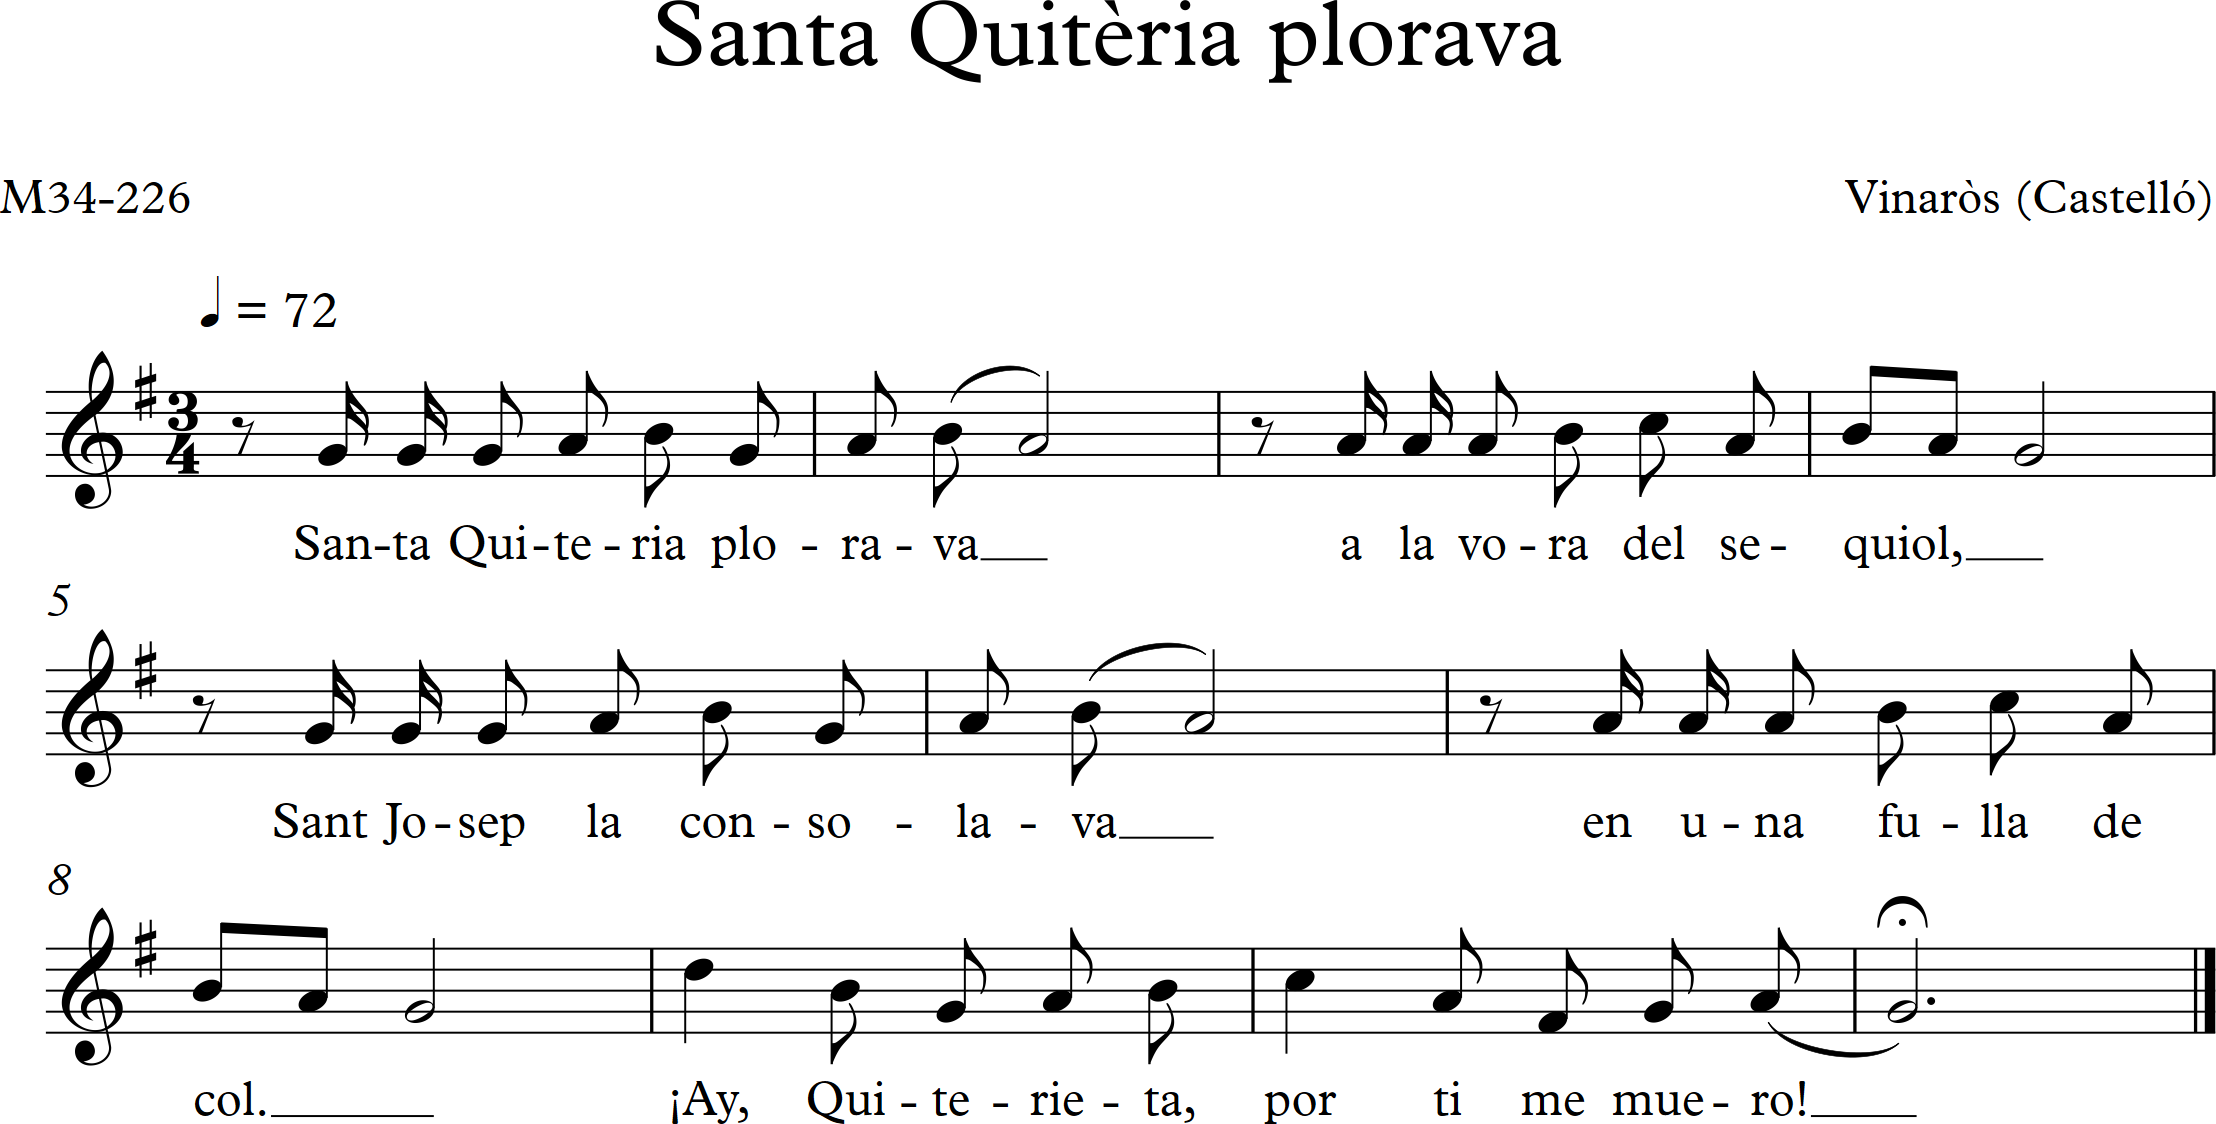 Santa Quitèria plorava
M34-226 Vinaròs (Castelló)
= 72
3
4
San-ta Qui-te-ria plo-ra-va a la vo-ra del se-quiol,
5
Sant Jo-sep la con-so-la-va en u-na fu-lla de
8
col. ¡Ay, Qui-te-rie-ta, por ti me mue-ro!